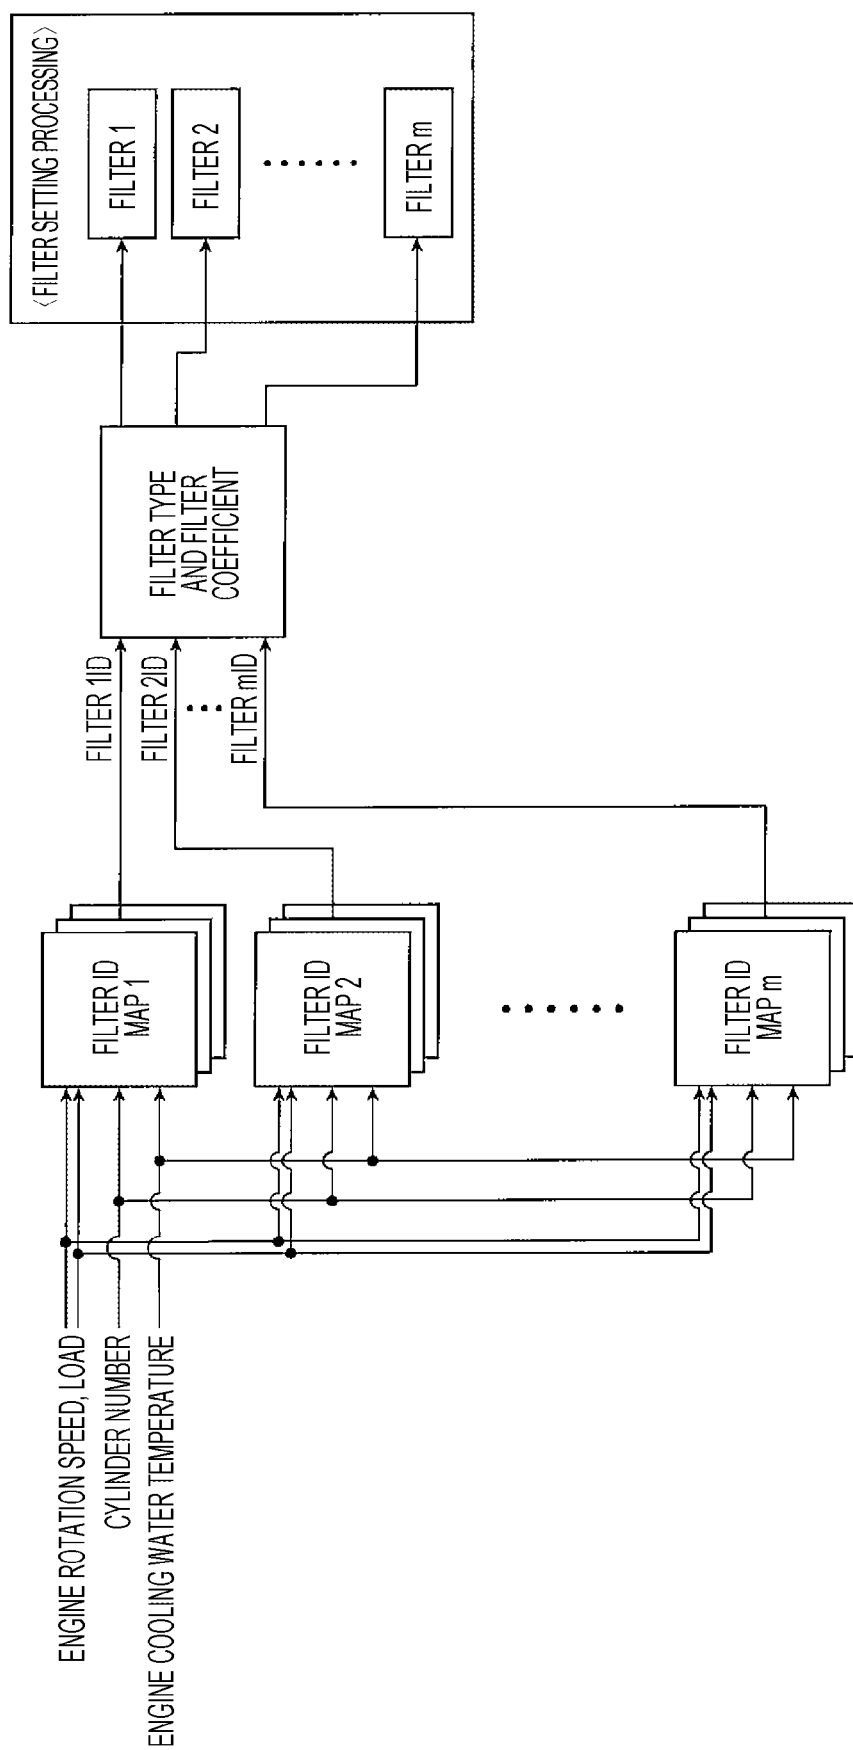 ENGINE ROTATION SPEED, LOAD
CYLINDER NUMBER
ENGINE COOLING WATER TEMPERATURE
FILTER ID
MAP 1
FILTER ID
MAP 2
FILTER ID
MAP m
FILTER 1ID
FILTER 2ID
FILTER mID
FILTER TYPE
AND FILTER
COEFFICIENT
<FILTER SETTING PROCESSING>
FILTER 1
FILTER 2
FILTER m